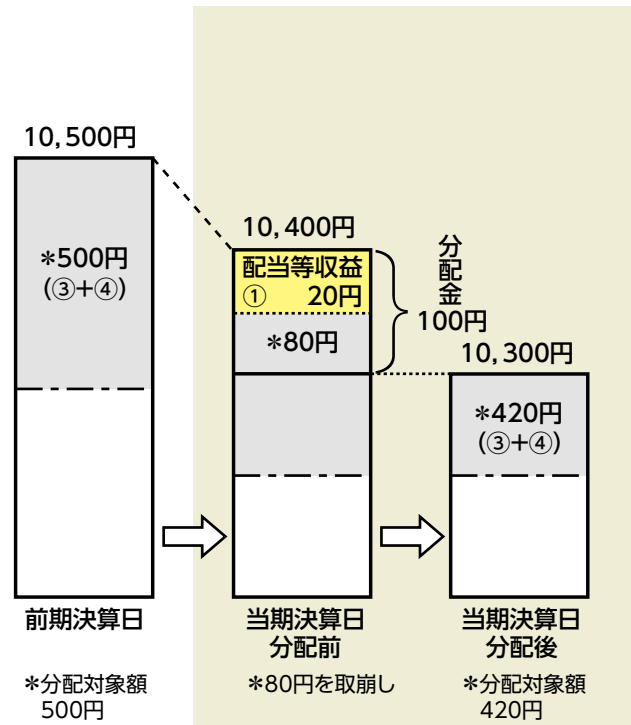 10,500円
*500円
(③+④)
前期決算日
*分配対象額
500円
10,400円
配当等収益
① 20円
*80円
分配金
100円
当期決算日
分配前
*80円を取崩し
10,300円
*420円
(③+④)
当期決算日
分配後
*分配対象額
420円